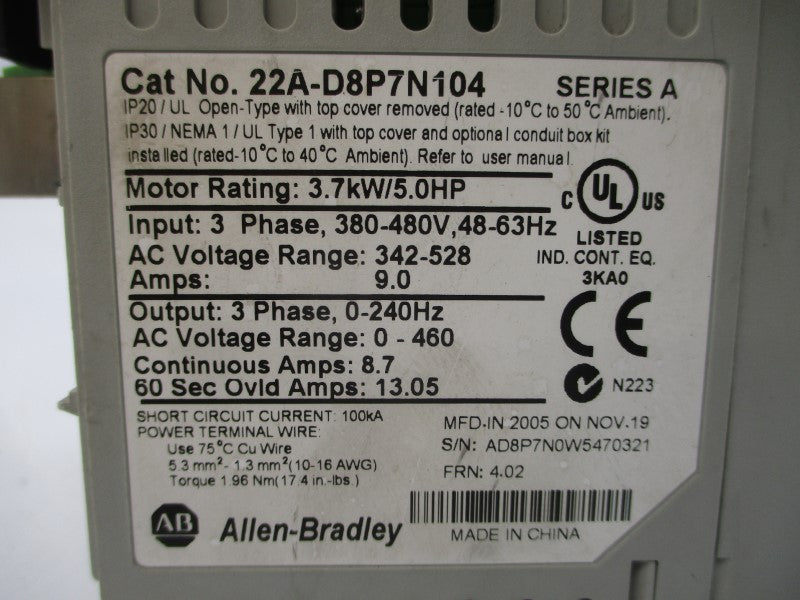 Cat No. 22A-D8P7N104 SERIES A
IP20 / UL Open-Type with top cover removed (rated -10°C to 50°C Ambient).
IP30 / NEMA 1 / UL Type 1 with top cover and optional conduit box kit
installed (rated-10°C to 40°C Ambient). Refer to user manual.
Motor Rating: 3.7kW/5.0HP
C UL US
LISTED
IND. CONT. EQ.
3KA0
Input: 3 Phase, 380-480V,48-63Hz
AC Voltage Range: 342-528
Amps: 9.0
Output: 3 Phase, 0-240Hz
AC Voltage Range: 0 - 460
Continuous Amps: 8.7
60 Sec Ovld Amps: 13.05
CE
N223
SHORT CIRCUIT CURRENT: 100kA
POWER TERMINAL WIRE:
Use 75°C Cu Wire
5.3 mm²- 1.3 mm²(10-16 AWG)
Torque 1.96 Nm(17.4 in.-lbs.)
MFD.IN 2005 ON NOV.19
S/N: AD8P7N0W5470321
FRN: 4.02
AB Allen-Bradley
MADE IN CHINA